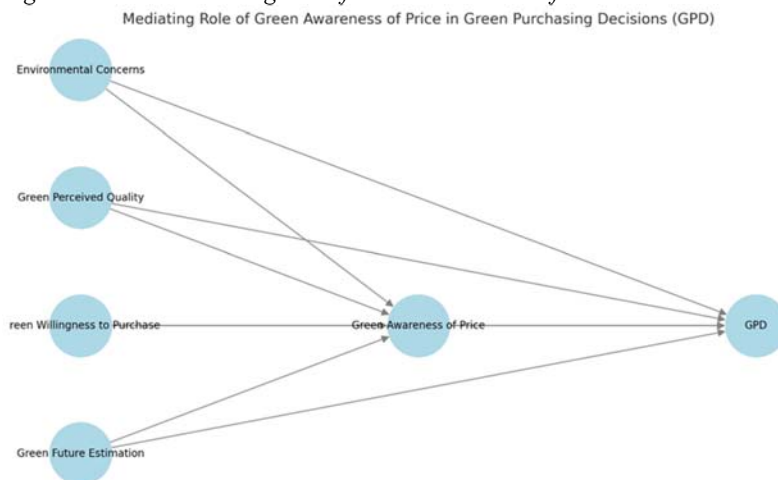 Mediating Role of Green Awareness of Price in Green Purchasing Decisions (GPD)
Environmental Concerns
Green Perceived Quality
reen Willingness to Purchase
Green Awareness of Price
GPD
Green Future Estimation